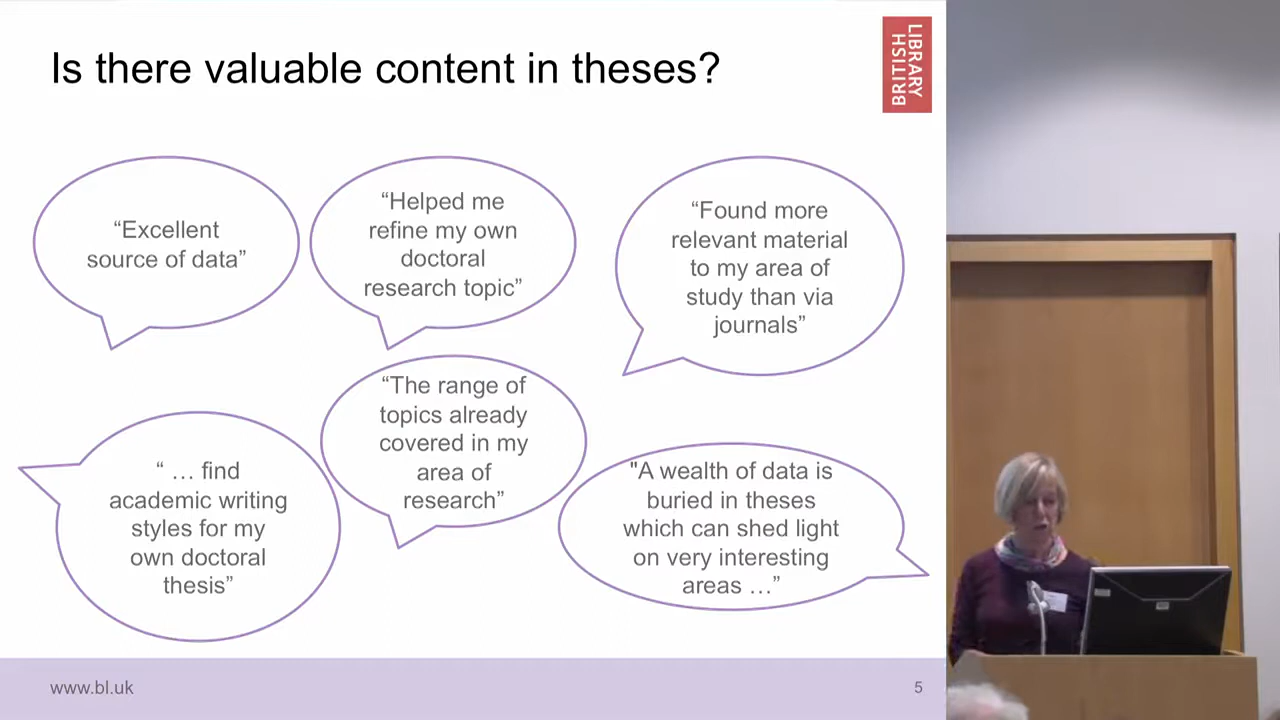 Is there valuable content in theses?
BRITISH
LIBRARY
“Excellent
source of data”
“Helped me
refine my own
doctoral
research topic”
“Found more
relevant material
to my area of
study than via
journals”
“ … find
academic writing
styles for my
own doctoral
thesis”
“The range of
topics already
covered in my
area of
research”
"A wealth of data is
buried in theses
which can shed light
on very interesting
areas …”
www.bl.uk
5